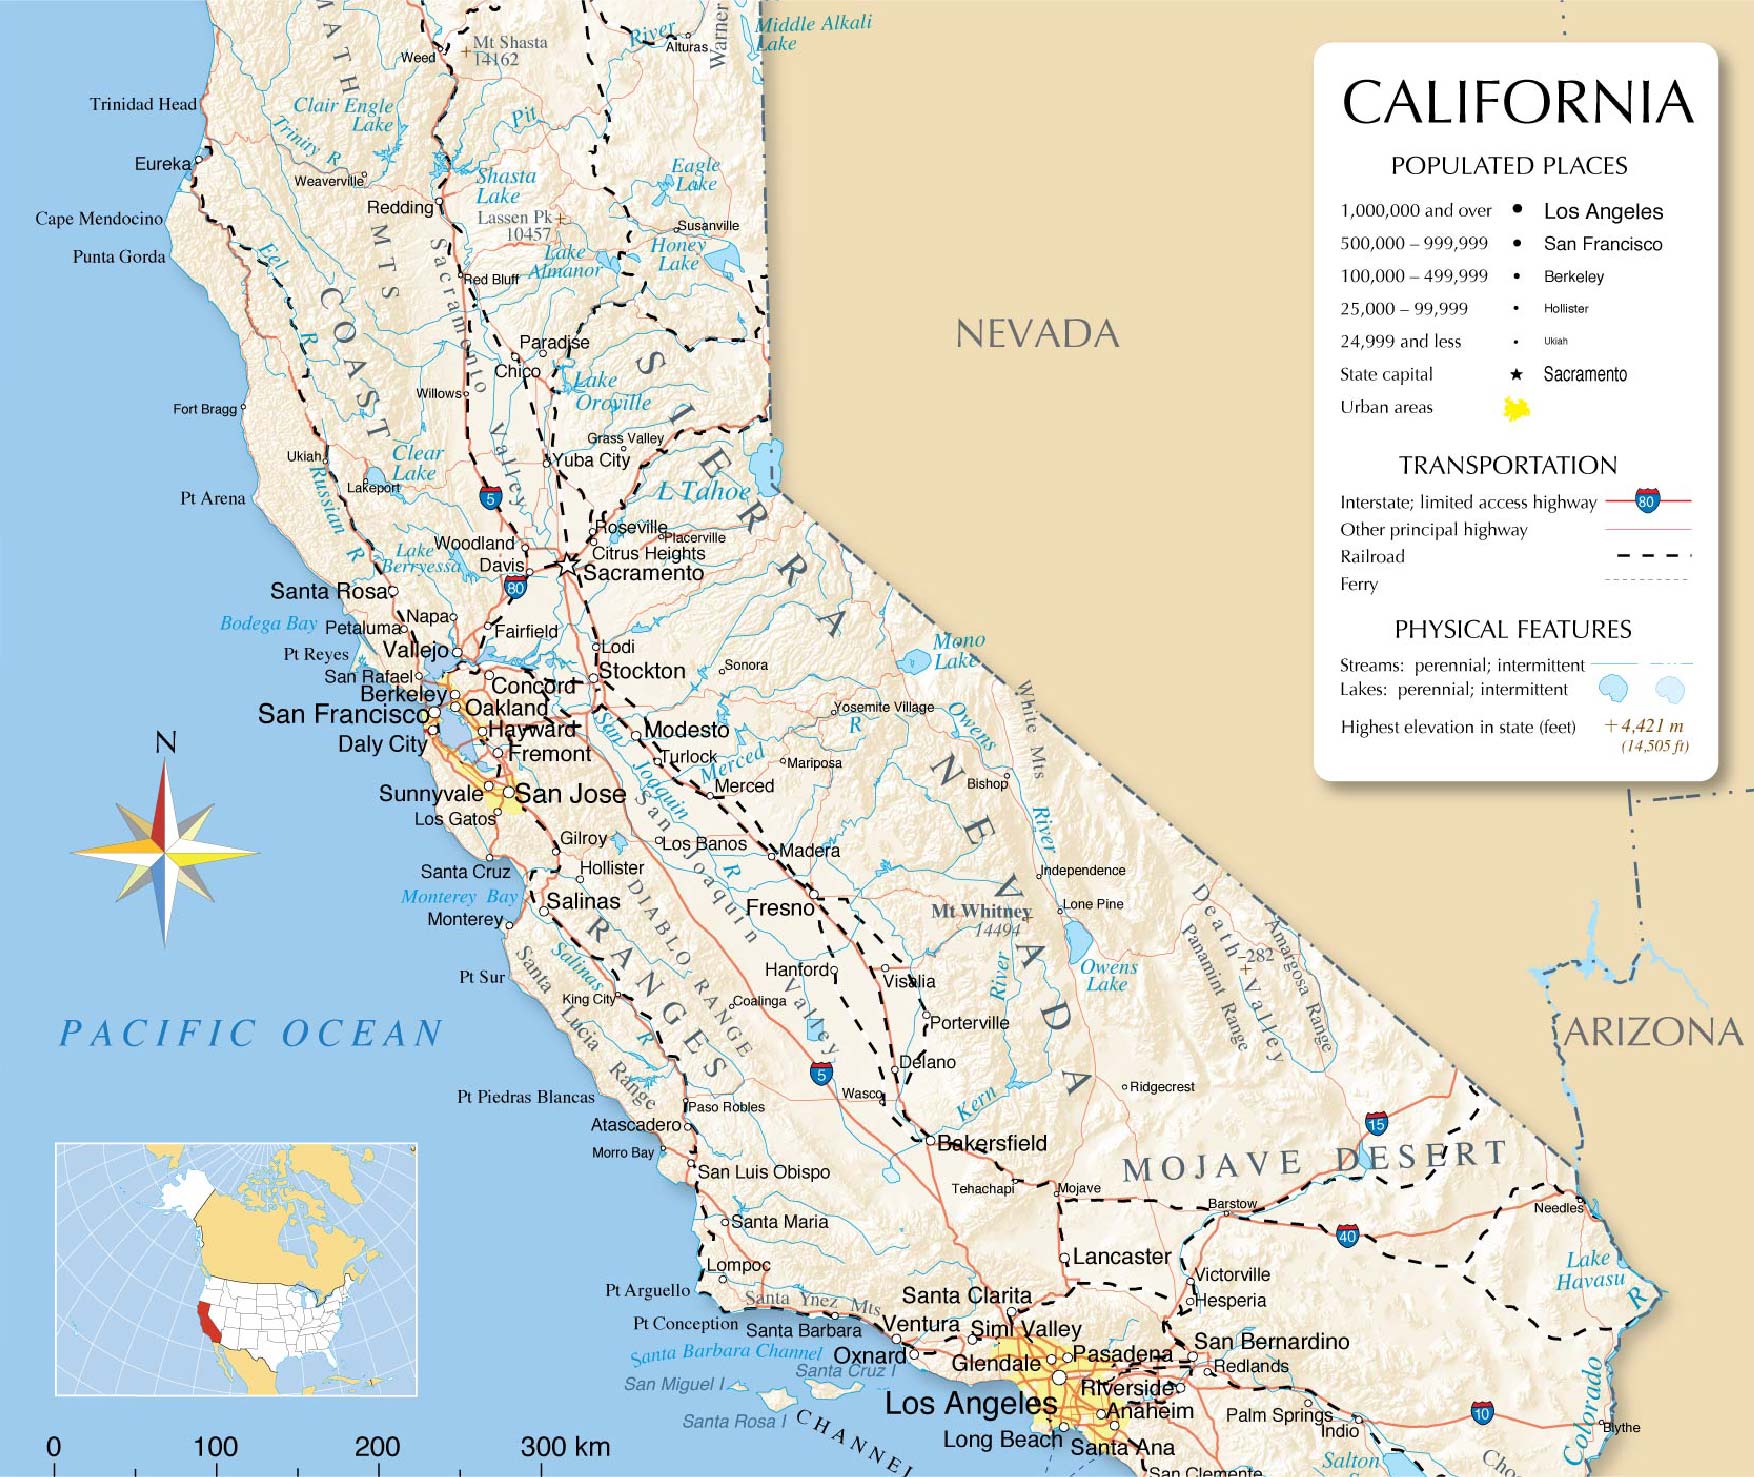 CALIFORNIA
POPULATED PLACES
1,000,000 and over Los Angeles
500,000 – 999,999 San Francisco
100,000 – 499,999 Berkeley
25,000 – 99,999 Hollister
24,999 and less Ukiah
State capital Sacramento
Urban areas
TRANSPORTATION
Interstate; limited access highway 80
Other principal highway
Railroad
Ferry
PHYSICAL FEATURES
Streams: perennial; intermittent
Lakes: perennial; intermittent
Highest elevation in state (feet) +4,421 m
(14,505 ft)
NEVADA
ARIZONA
PACIFIC OCEAN
N
0 100 200 300 km
MTS
COAST
RANGES
SIERRA
NEVADA
Sacramento
Valley
San Joaquin
Valley
DIABLO RANGE
Santa
Lucia
Range
Santa Ynez Mts
White Mts
Death Valley
Panamint Range
Amargosa Range
MOJAVE DESERT
Warner
Middle Alkali
Lake
River
Alturas
Weed
Mt Shasta
14162
Trinidad Head
Clair Engle
Lake
Trinity R
Pit
Eureka
Weaverville
Shasta
Lake
Eagle
Lake
Cape Mendocino
Redding
Lassen Pk
10457
Susanville
Punta Gorda
Eel
R
Red Bluff
Lake
Almanor
Honey
Lake
Paradise
Chico
Willows
Lake
Oroville
Fort Bragg
Grass Valley
Ukiah
Clear
Lake
Yuba City
Lakeport
Pt Arena
Russian R
5
L Tahoe
Roseville
Placerville
Woodland
Citrus Heights
Lake
Berryessa
Davis
Sacramento
80
Santa Rosa
Bodega Bay
Petaluma
Napa
Fairfield
Pt Reyes
Vallejo
Lodi
San Rafael
Stockton
Sonora
Mono
Lake
Berkeley
Concord
San Francisco
Oakland
Yosemite Village
Daly City
Hayward
Modesto
R
Owens
Fremont
Turlock
Merced
Mariposa
Sunnyvale
San Jose
San Joaquin
R
Merced
Bishop
Los Gatos
River
Gilroy
Los Banos
Madera
Santa Cruz
Hollister
Independence
Monterey Bay
Salinas
Fresno
Mt Whitney
14494
Lone Pine
Monterey
Salinas
R
-282
Pt Sur
Hanford
Visalia
River
Owens
Lake
King City
Coalinga
Porterville
Delano
5
Wasco
Kern
Ridgecrest
Pt Piedras Blancas
Paso Robles
Atascadero
15
Morro Bay
Bakersfield
San Luis Obispo
Tehachapi
Mojave
Barstow
Needles
Santa Maria
40
Lancaster
Lompoc
Victorville
Lake
Havasu
Pt Arguello
Santa Clarita
Hesperia
R
Pt Conception
Santa Barbara
Ventura
Simi Valley
San Bernardino
Santa Barbara Channel
Oxnard
Glendale
Pasadena
Redlands
Santa Cruz I
San Miguel I
Los Angeles
Riverside
Santa Rosa I
Anaheim
Palm Springs
10
Colorado
CHANNEL
Long Beach
Santa Ana
Indio
Blythe
San Clemente
Salton
Choc